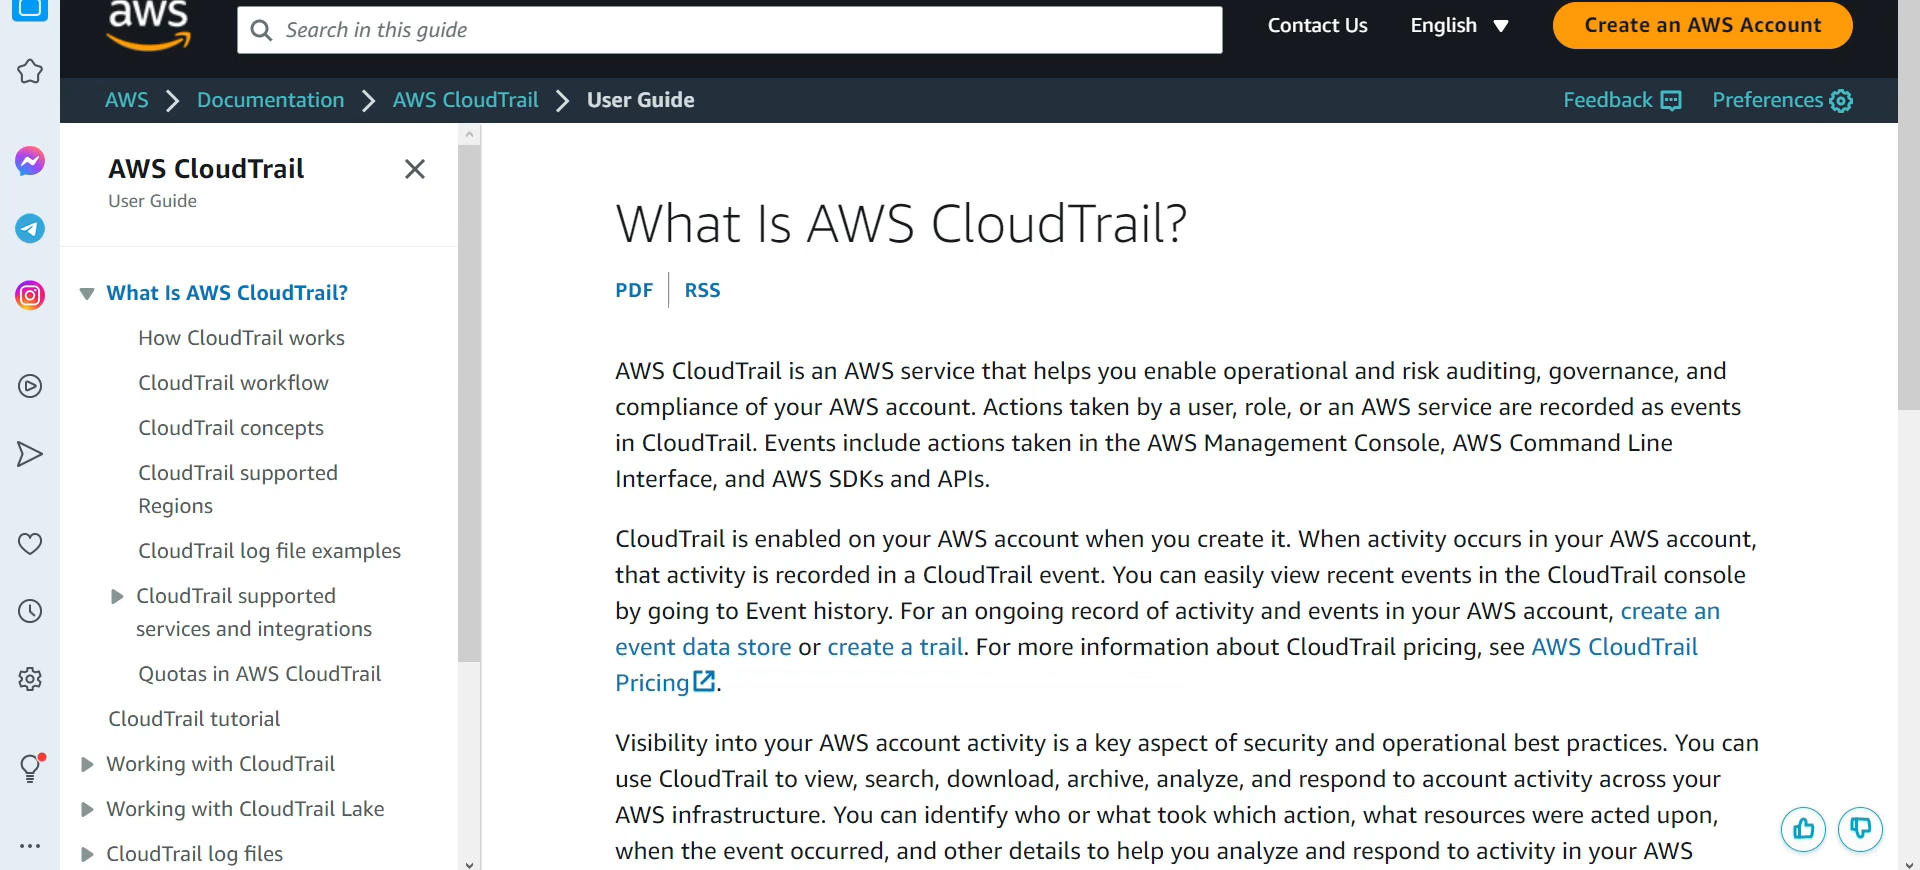 aws
Search in this guide
Contact Us
English
Create an AWS Account
AWS
Documentation
AWS CloudTrail
User Guide
Feedback
Preferences
AWS CloudTrail
User Guide
What Is AWS CloudTrail?
How CloudTrail works
CloudTrail workflow
CloudTrail concepts
CloudTrail supported
Regions
CloudTrail log file examples
CloudTrail supported
services and integrations
Quotas in AWS CloudTrail
CloudTrail tutorial
Working with CloudTrail
Working with CloudTrail Lake
CloudTrail log files
What Is AWS CloudTrail?
PDF
RSS
AWS CloudTrail is an AWS service that helps you enable operational and risk auditing, governance, and
compliance of your AWS account. Actions taken by a user, role, or an AWS service are recorded as events
in CloudTrail. Events include actions taken in the AWS Management Console, AWS Command Line
Interface, and AWS SDKs and APIs.
CloudTrail is enabled on your AWS account when you create it. When activity occurs in your AWS account,
that activity is recorded in a CloudTrail event. You can easily view recent events in the CloudTrail console
by going to Event history. For an ongoing record of activity and events in your AWS account, create an
event data store or create a trail. For more information about CloudTrail pricing, see AWS CloudTrail
Pricing.
Visibility into your AWS account activity is a key aspect of security and operational best practices. You can
use CloudTrail to view, search, download, archive, analyze, and respond to account activity across your
AWS infrastructure. You can identify who or what took which action, what resources were acted upon,
when the event occurred, and other details to help you analyze and respond to activity in your AWS